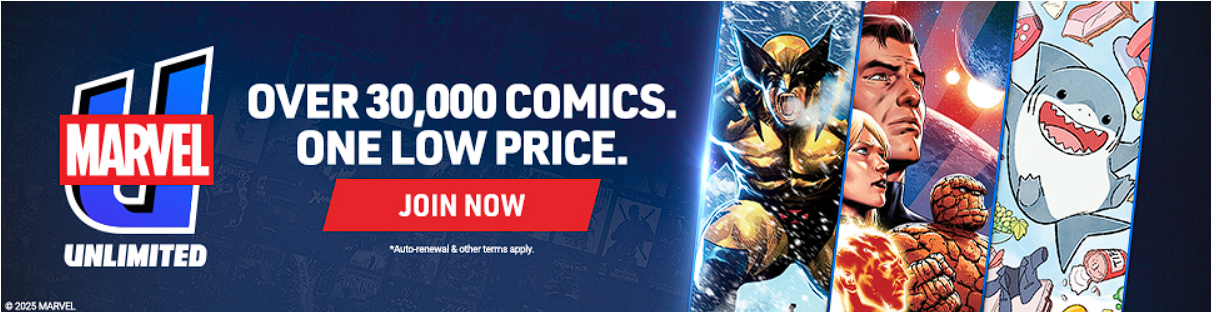 U
MARVEL
UNLIMITED
OVER 30,000 COMICS.
ONE LOW PRICE.
JOIN NOW
*Auto-renewal & other terms apply.
© 2025 MARVEL